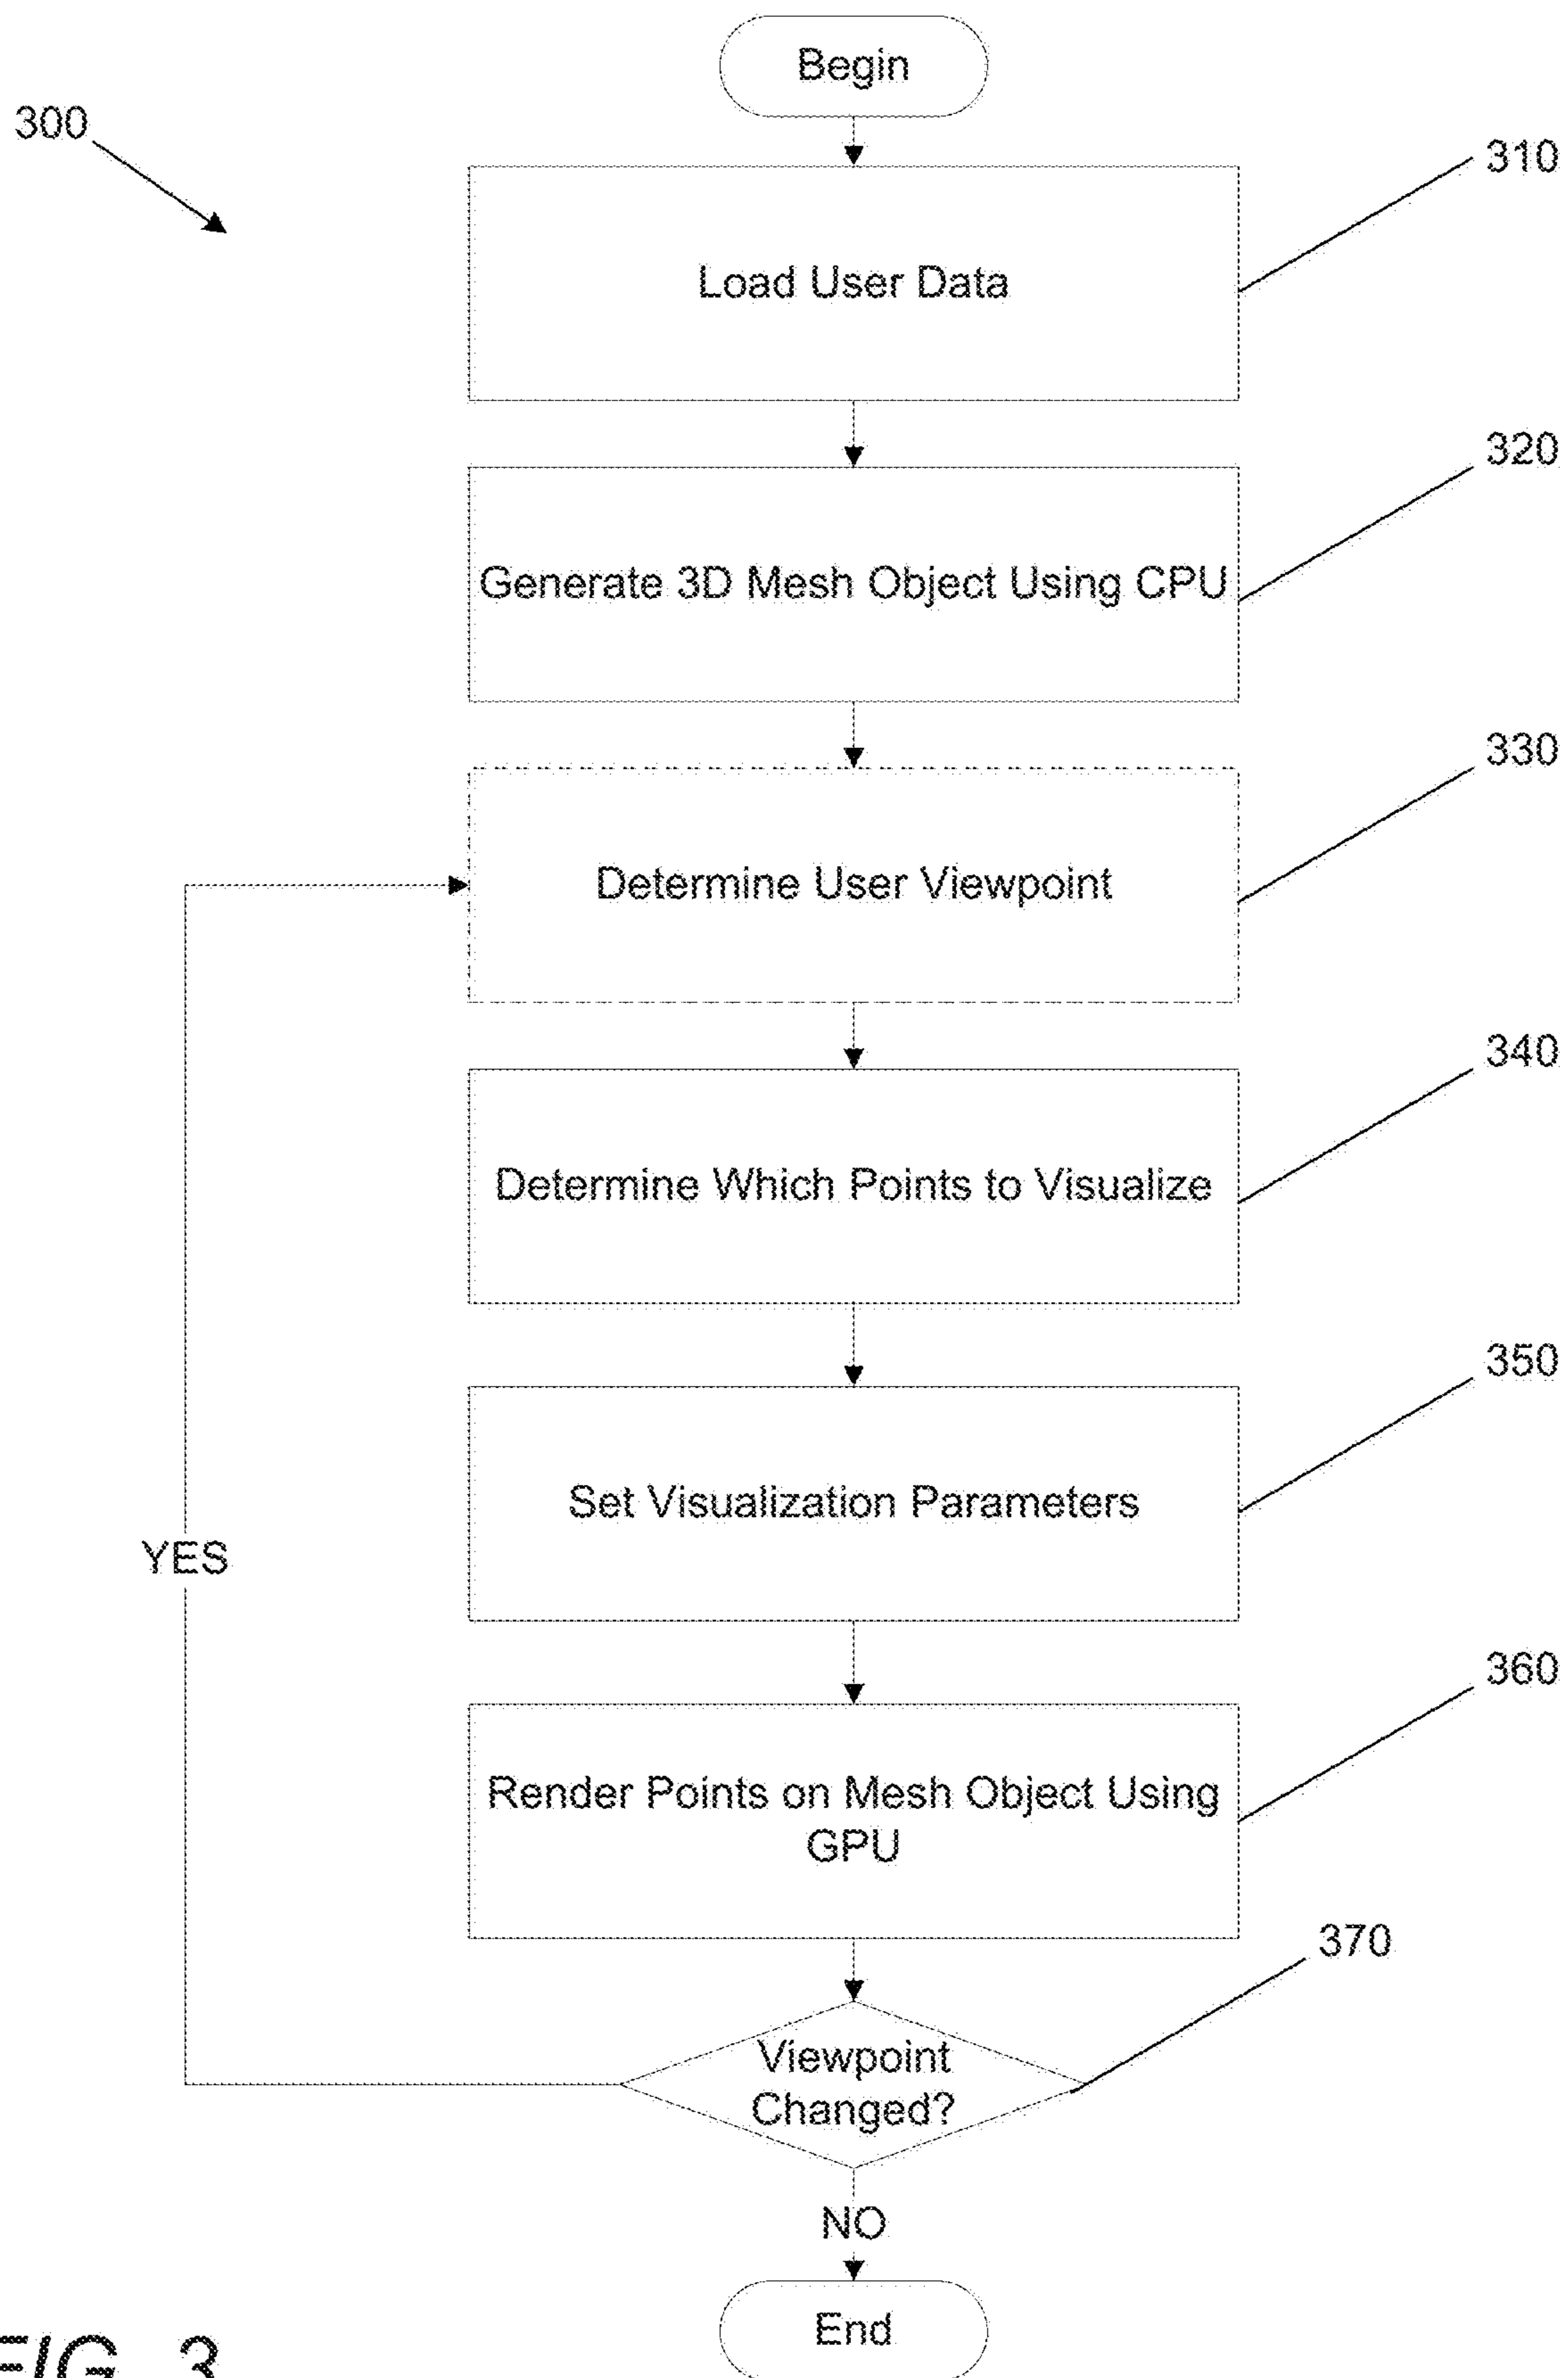 Begin
300
310
Load User Data
320
Generate 3D Mesh Object Using CPU
330
Determine User Viewpoint
340
Determine Which Points to Visualize
350
Set Visualization Parameters
YES
360
Render Points on Mesh Object Using
GPU
370
Viewpoint
Changed?
NO
End
FIG. 3